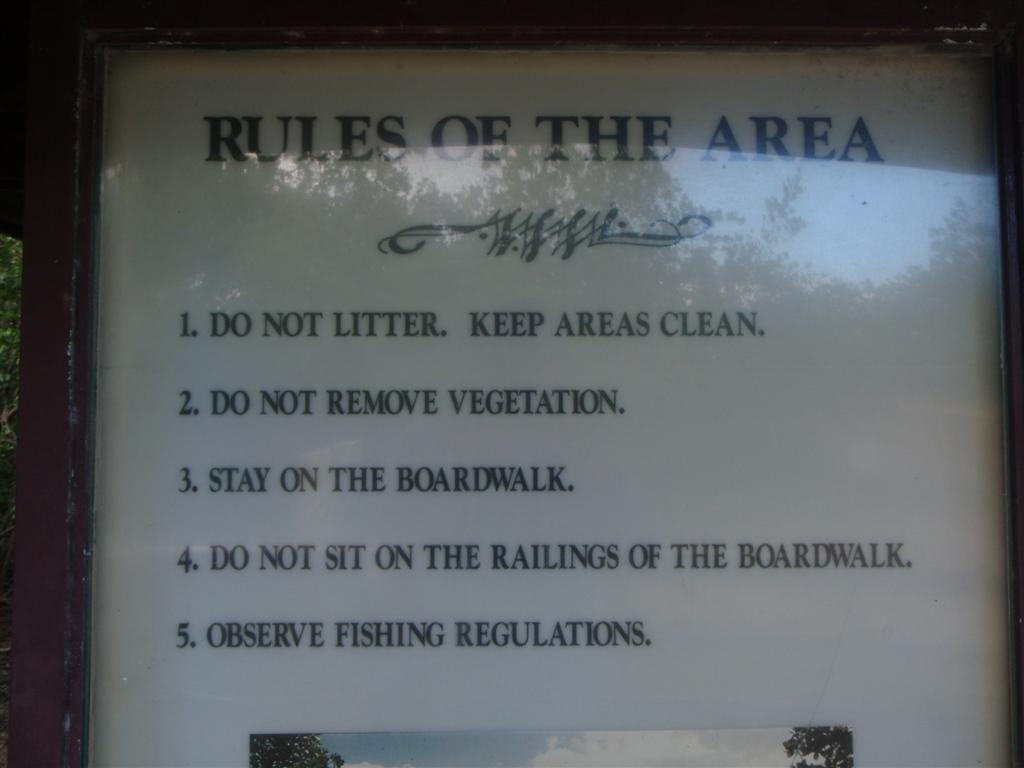 RULES OF THE AREA
1. DO NOT LITTER. KEEP AREAS CLEAN.
2. DO NOT REMOVE VEGETATION.
3. STAY ON THE BOARDWALK.
4. DO NOT SIT ON THE RAILINGS OF THE BOARDWALK.
5. OBSERVE FISHING REGULATIONS.